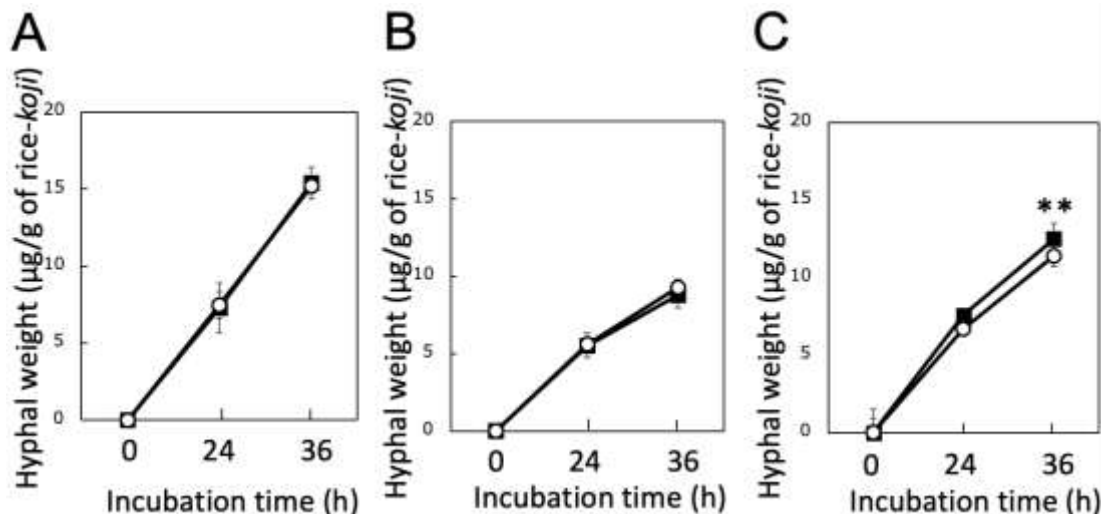 A
Hyphal weight (µg/g of rice-koji)
20
15
10
5
0
0 24 36
Incubation time (h)
B
Hyphal weight (µg/g of rice-koji)
20
15
10
5
0
0 24 36
Incubation time (h)
C
Hyphal weight (µg/g of rice-koji)
20
15
10
5
0
**
0 24 36
Incubation time (h)